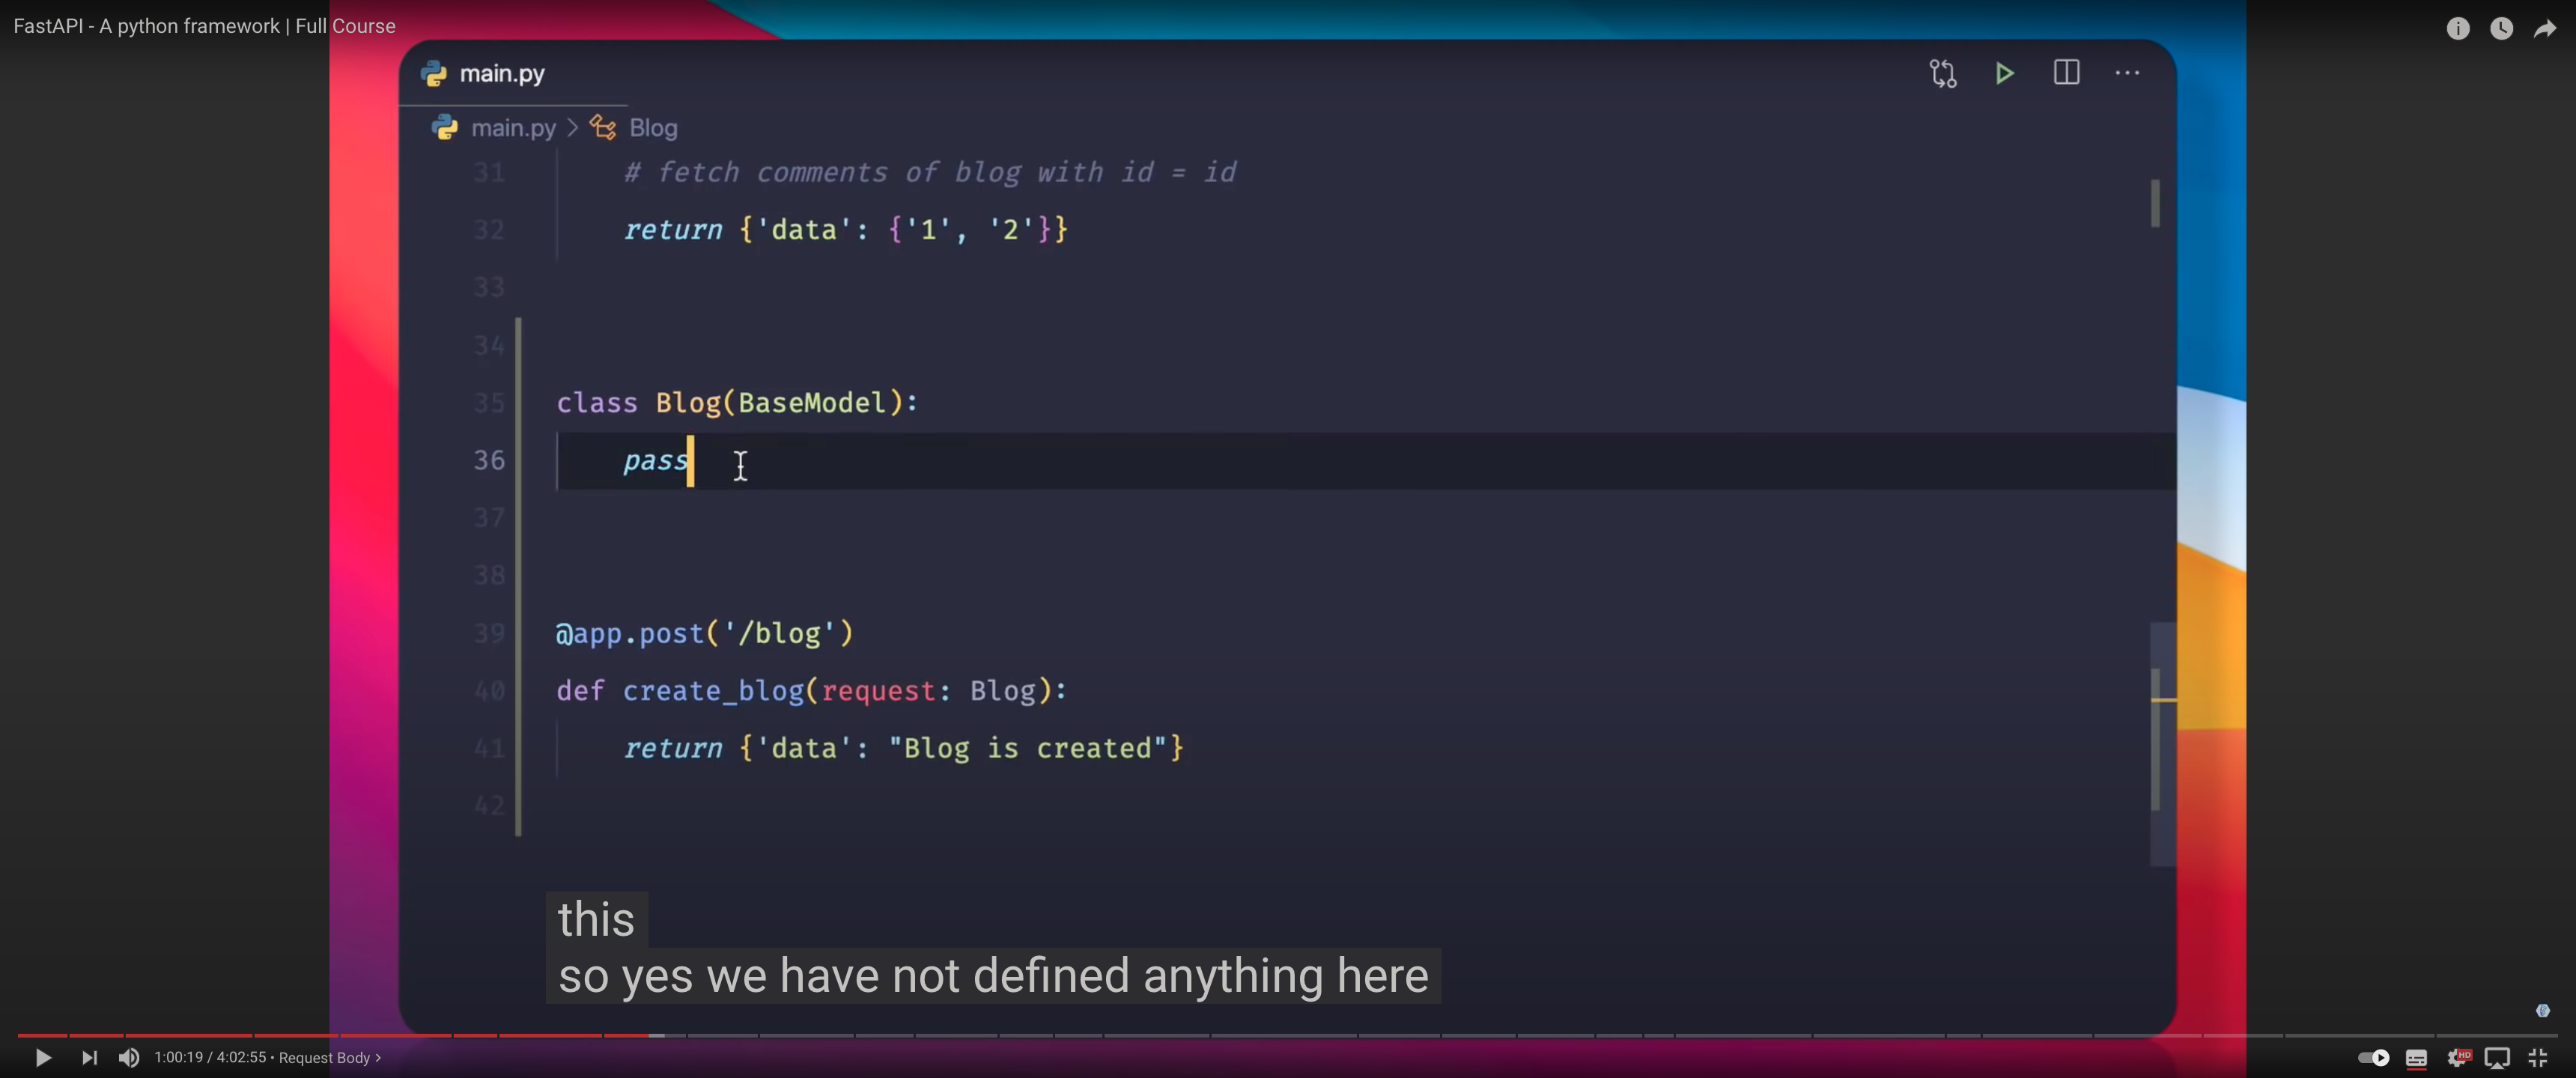 FastAPI - A python framework | Full Course
main.py
main.py > Blog
31 # fetch comments of blog with id = id
32 return {'data': {'1', '2'}}
33
34
35 class Blog(BaseModel):
36 pass
37
38
39 @app.post('/blog')
40 def create_blog(request: Blog):
41 return {'data': "Blog is created"}
42
this
so yes we have not defined anything here
1:00:19 / 4:02:55 • Request Body >
HD